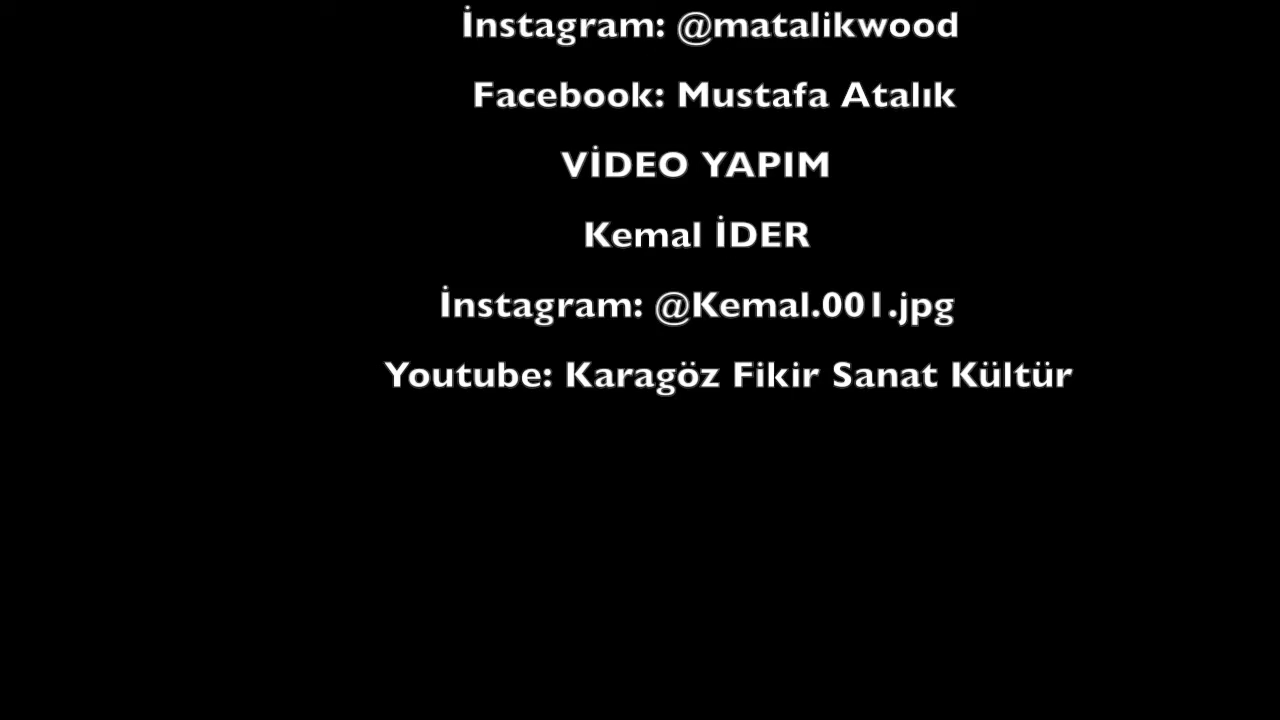 İnstagram: @matalikwood
Facebook: Mustafa Atalık
VİDEO YAPIM
Kemal İDER
İnstagram: @Kemal.001.jpg
Youtube: Karagöz Fikir Sanat Kültür